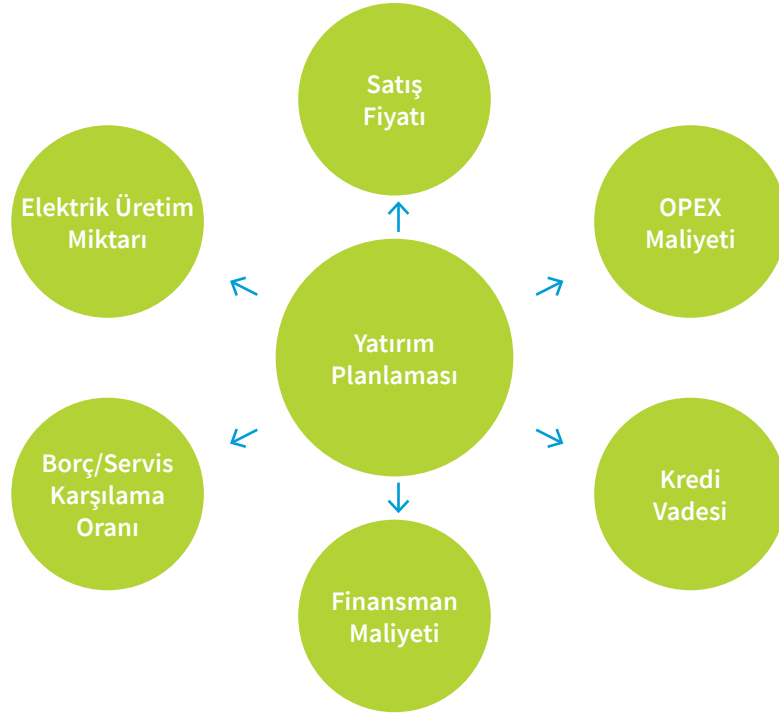 Satış
Fiyatı
Elektrik Üretim
Miktarı
OPEX
Maliyeti
Yatırım
Planlaması
Borç/Servis
Karşılama
Oranı
Kredi
Vadesi
Finansman
Maliyeti